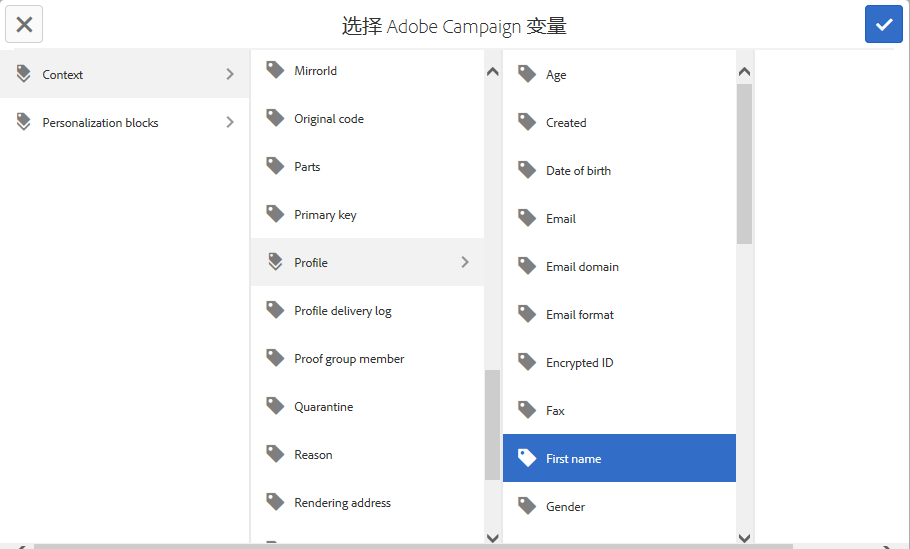 选择 Adobe Campaign 变量
Context
Personalization blocks
MirrorId
Original code
Parts
Primary key
Profile
Profile delivery log
Proof group member
Quarantine
Reason
Rendering address
Age
Created
Date of birth
Email
Email domain
Email format
Encrypted ID
Fax
First name
Gender